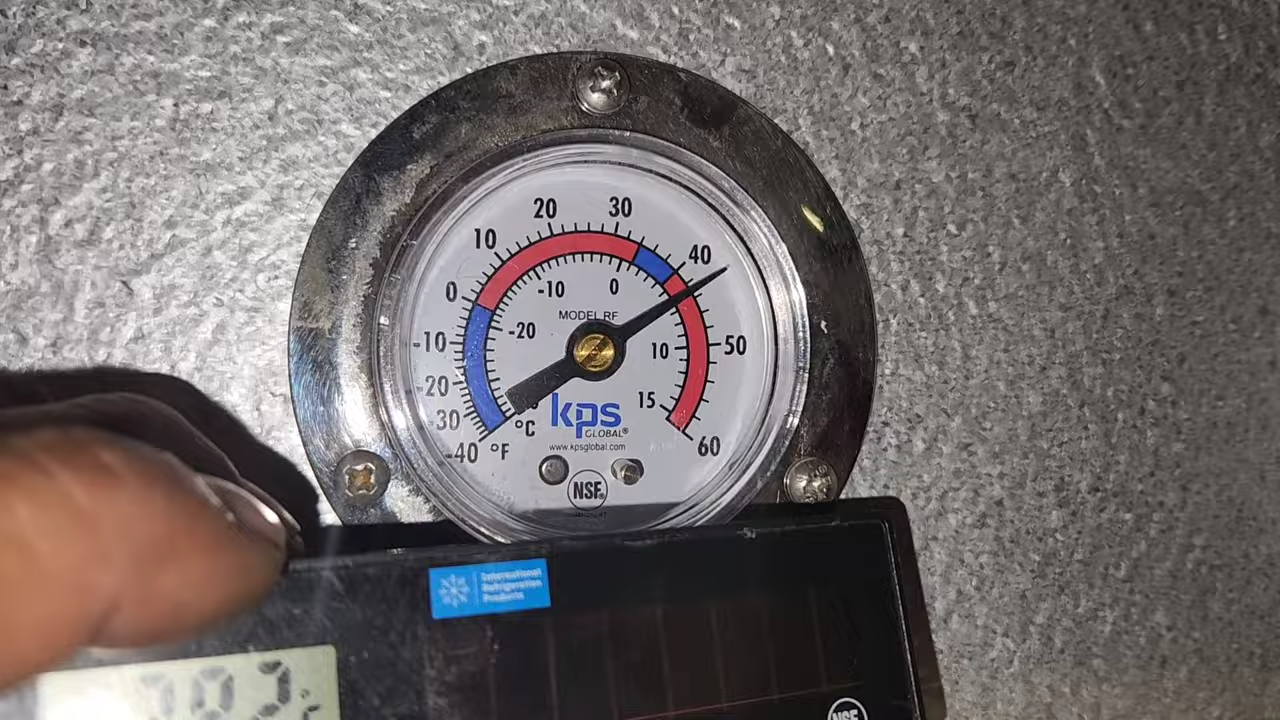 20 30
10 40
0 -10 0
MODEL RF
-20
-10 10 50
-20 15
-30 kps
°C GLOBAL®
-40 °F www.kpsglobal.com 60
NSF®
International
Refrigeration
Products
NSF